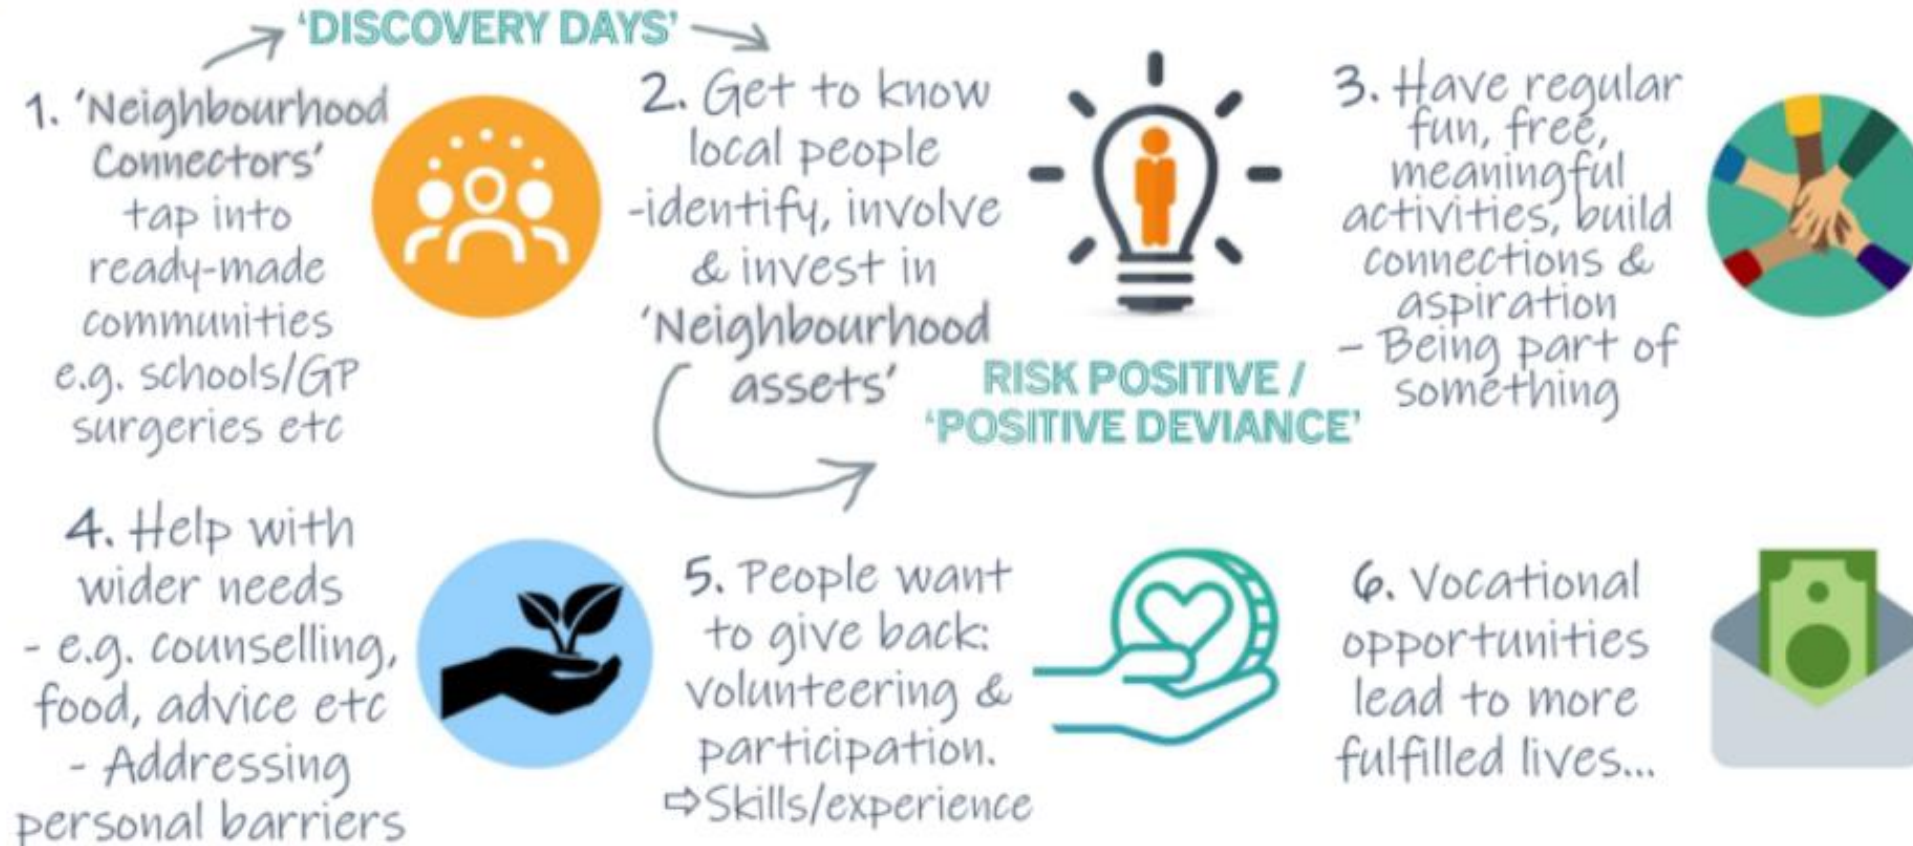 'DISCOVERY DAYS'
1. 'Neighbourhood
Connectors'
tap into
ready-made
communities
e.g. schools/GP
surgeries etc
2. Get to know
local people
-identify, involve
& invest in
'Neighbourhood
assets'
RISK POSITIVE /
'POSITIVE DEVIANCE'
3. Have regular
fun, free,
meaningful
activities, build
connections &
aspiration
- Being part of
something
4. Help with
wider needs
- e.g. counselling,
food, advice etc
- Addressing
personal barriers
5. People want
to give back:
volunteering &
participation.
⇨Skills/experience
6. Vocational
opportunities
lead to more
fulfilled lives...